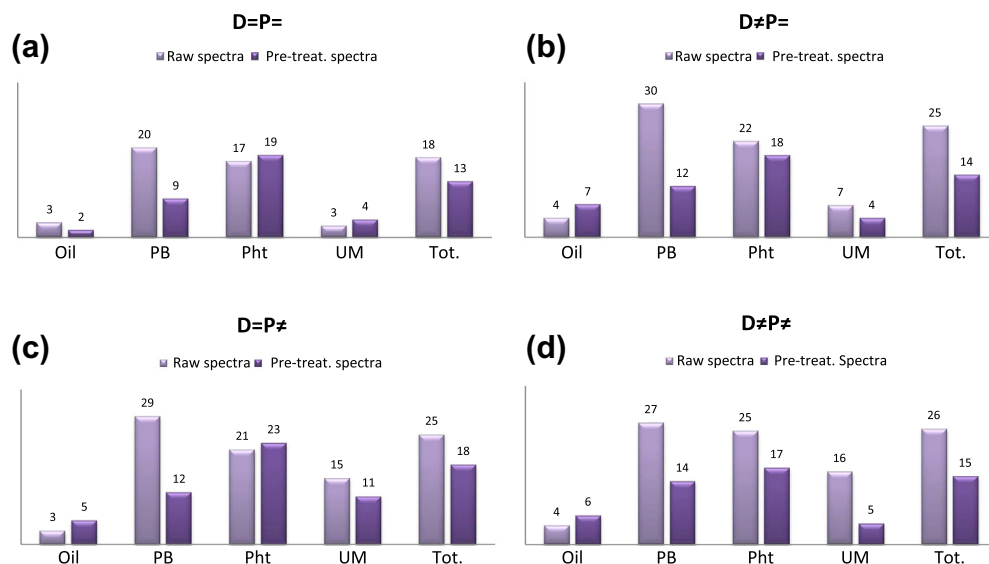 D=P=
(a)
Raw spectra Pre-treat. spectra
3 2 20 9 17 19 3 4 18 13
Oil PB Pht UM Tot.
D≠P=
(b)
Raw spectra Pre-treat. spectra
4 7 30 12 22 18 7 4 25 14
Oil PB Pht UM Tot.
D=P≠
(c)
Raw spectra Pre-treat. spectra
3 5 29 12 21 23 15 11 25 18
Oil PB Pht UM Tot.
D≠P≠
(d)
Raw spectra Pre-treat. Spectra
4 6 27 14 25 17 16 5 26 15
Oil PB Pht UM Tot.